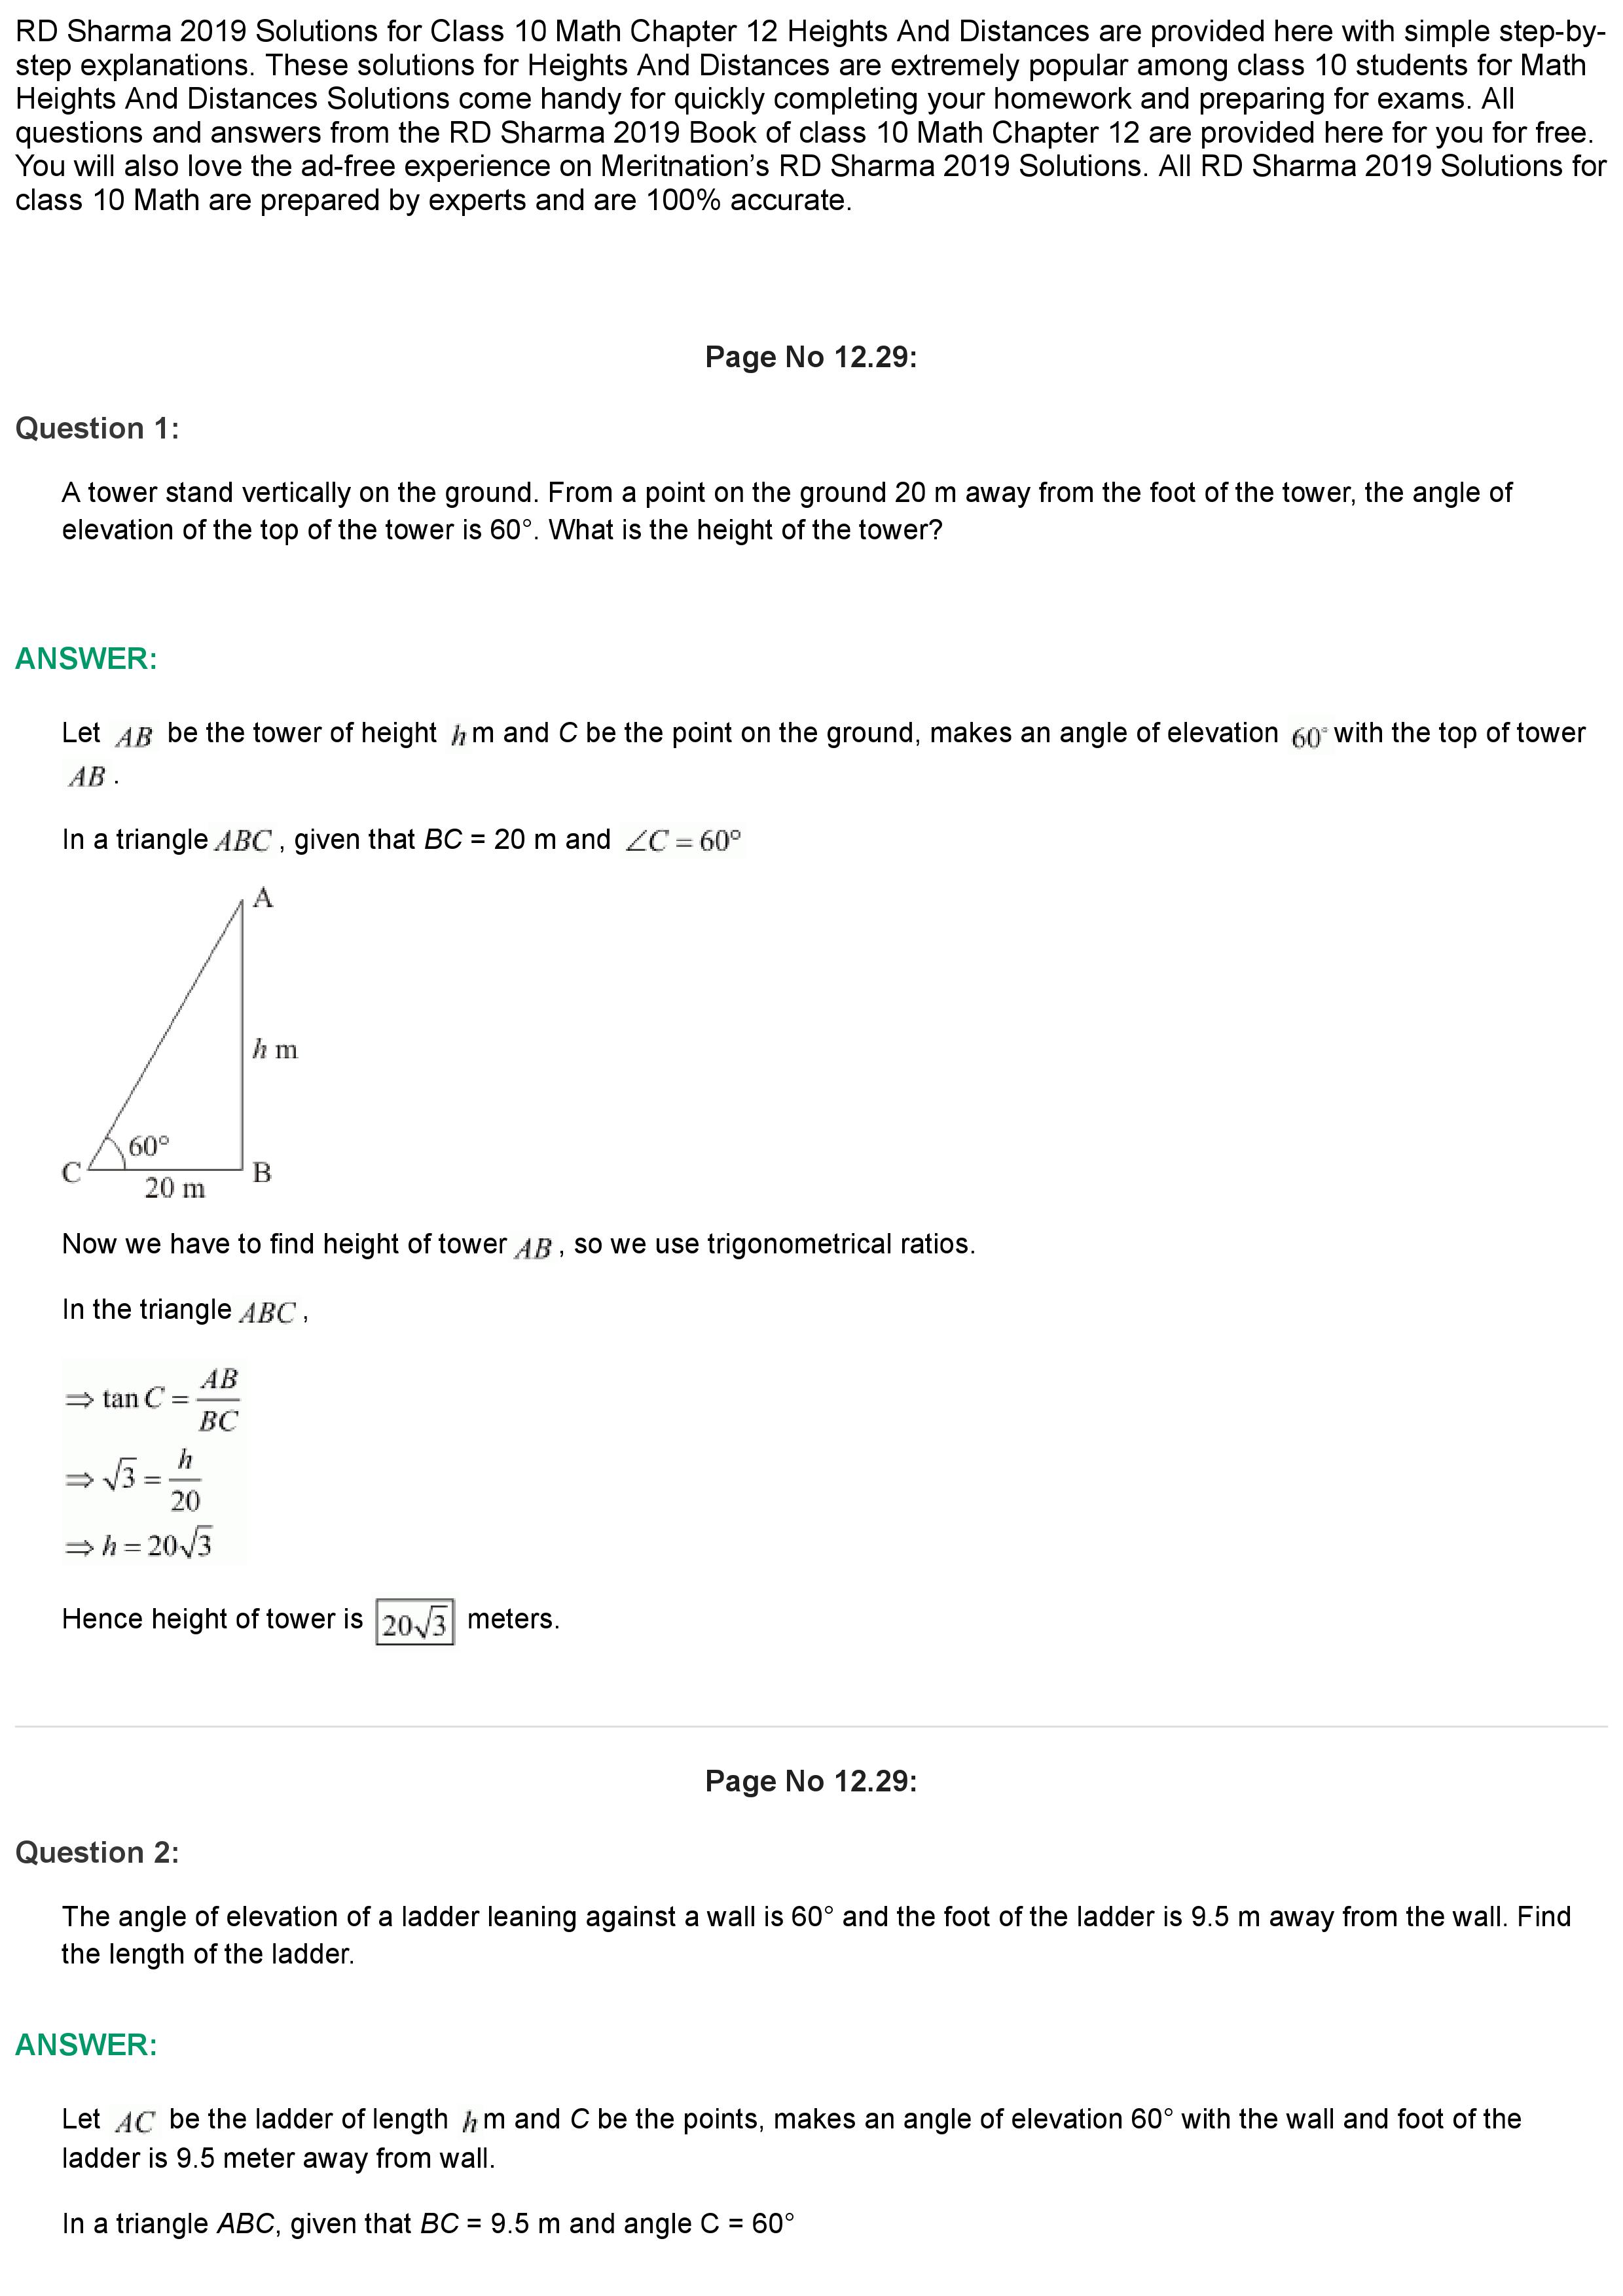 RD Sharma 2019 Solutions for Class 10 Math Chapter 12 Heights And Distances are provided here with simple step-by-
step explanations. These solutions for Heights And Distances are extremely popular among class 10 students for Math
Heights And Distances Solutions come handy for quickly completing your homework and preparing for exams. All
questions and answers from the RD Sharma 2019 Book of class 10 Math Chapter 12 are provided here for you for free.
You will also love the ad-free experience on Meritnation’s RD Sharma 2019 Solutions. All RD Sharma 2019 Solutions for
class 10 Math are prepared by experts and are 100% accurate.
Page No 12.29:
Question 1:
A tower stand vertically on the ground. From a point on the ground 20 m away from the foot of the tower, the angle of
elevation of the top of the tower is 60°. What is the height of the tower?
ANSWER:
Let AB be the tower of height h m and C be the point on the ground, makes an angle of elevation 60° with the top of tower
AB .
In a triangle ABC , given that BC = 20 m and ∠C = 60°
A
h m
60°
C
B
20 m
Now we have to find height of tower AB , so we use trigonometrical ratios.
In the triangle ABC ,
⇒ tan C = AB/BC
⇒ √3 = h/20
⇒ h = 20√3
Hence height of tower is 20√3 meters.
Page No 12.29:
Question 2:
The angle of elevation of a ladder leaning against a wall is 60° and the foot of the ladder is 9.5 m away from the wall. Find
the length of the ladder.
ANSWER:
Let AC be the ladder of length h m and C be the points, makes an angle of elevation 60° with the wall and foot of the
ladder is 9.5 meter away from wall.
In a triangle ABC, given that BC = 9.5 m and angle C = 60°